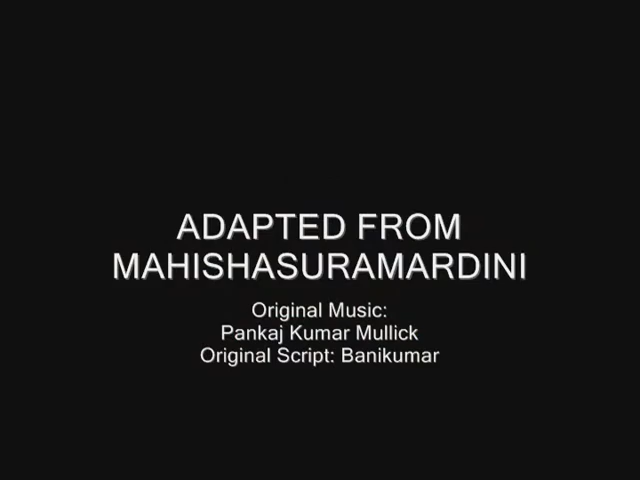 ADAPTED FROM
MAHISHASURAMARDINI
Original Music:
Pankaj Kumar Mullick
Original Script: Banikumar